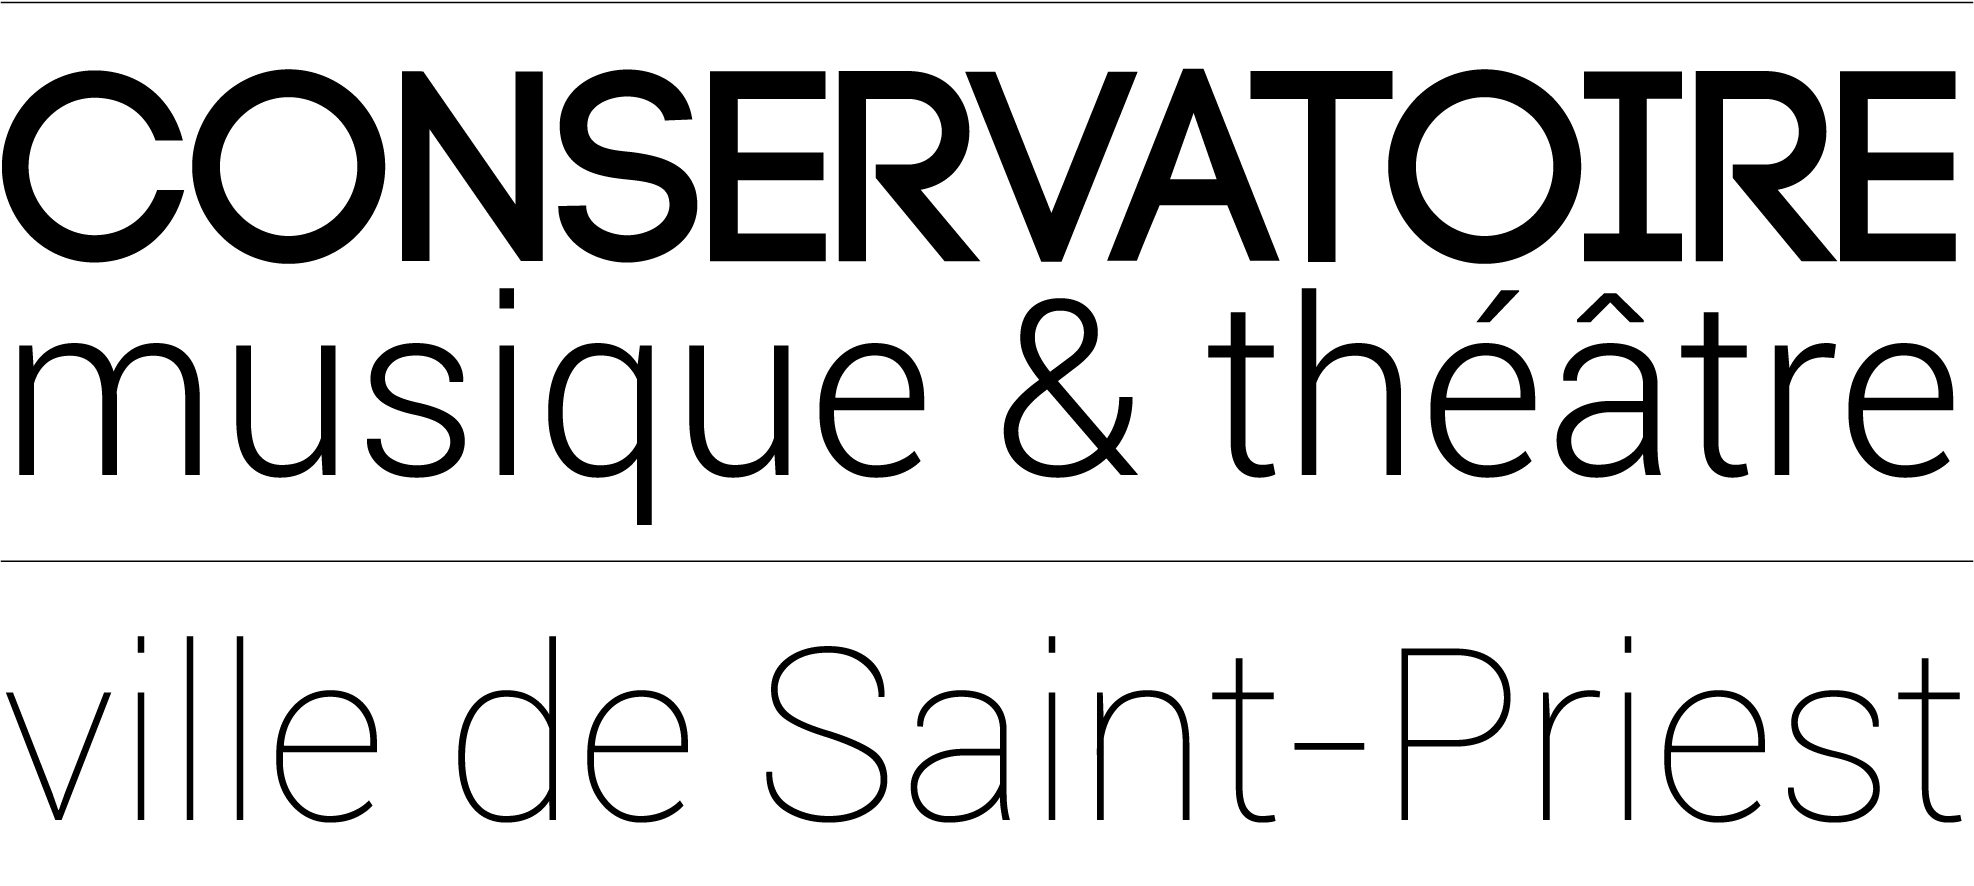 CONSERVATOIRE
musique & théâtre
ville de Saint-Priest